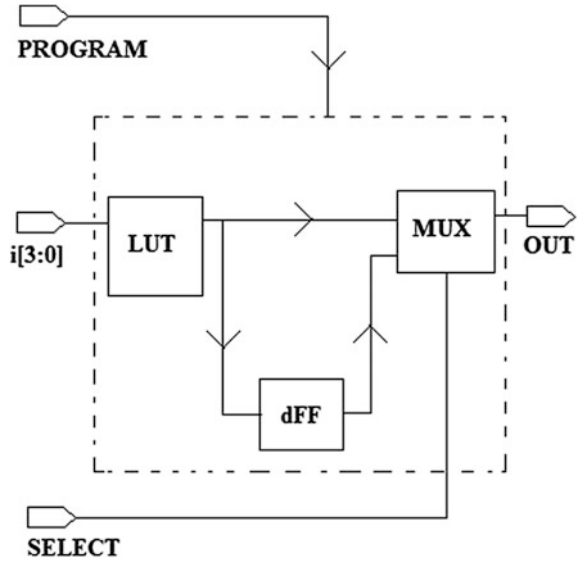 PROGRAM
i[3:0]
LUT
MUX
OUT
dFF
SELECT